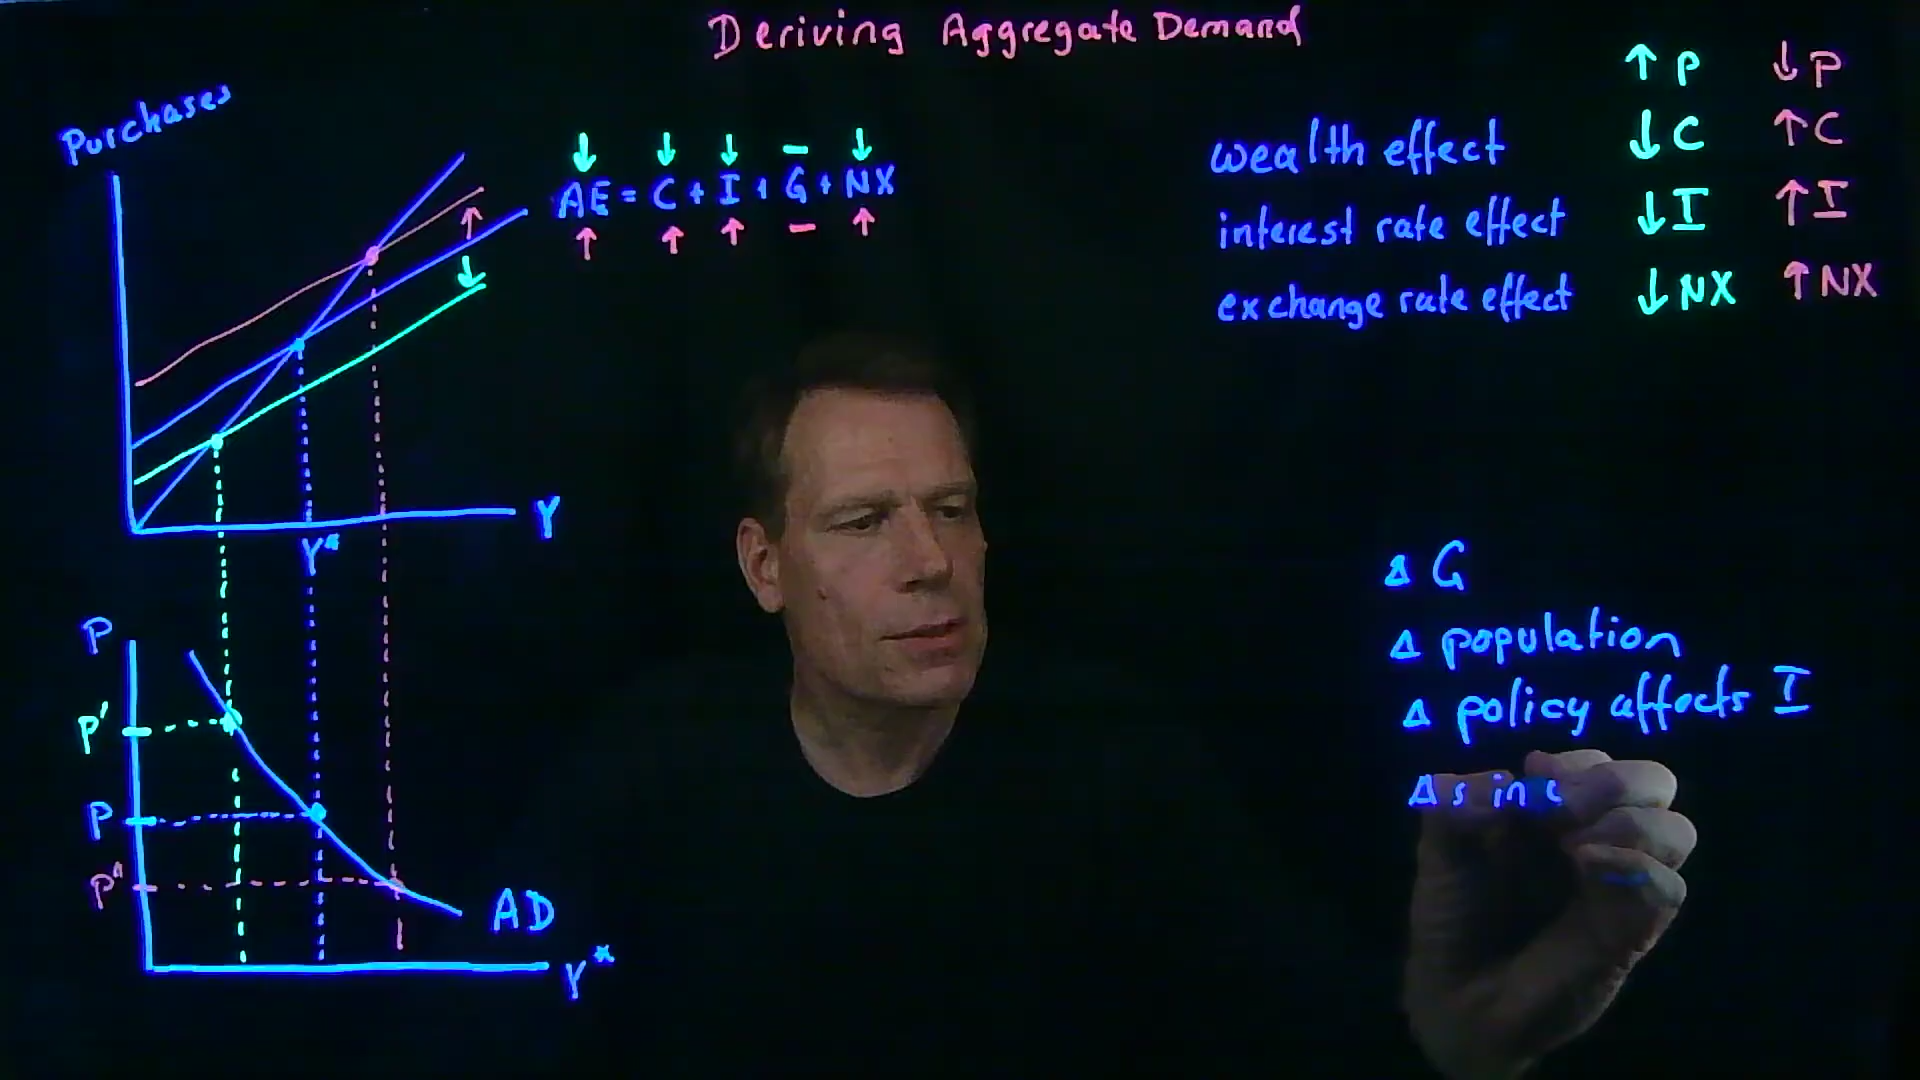 Deriving Aggregate Demand
Purchases
AE = C + I + G + NX
↑ P ↓ P
wealth effect ↓ C ↑ C
interest rate effect ↓ I ↑ I
exchange rate effect ↓ NX ↑ NX
Y
Y*
P
P'
P
P"
AD
Y*
Δ G
Δ population
Δ policy affects I
Δs in